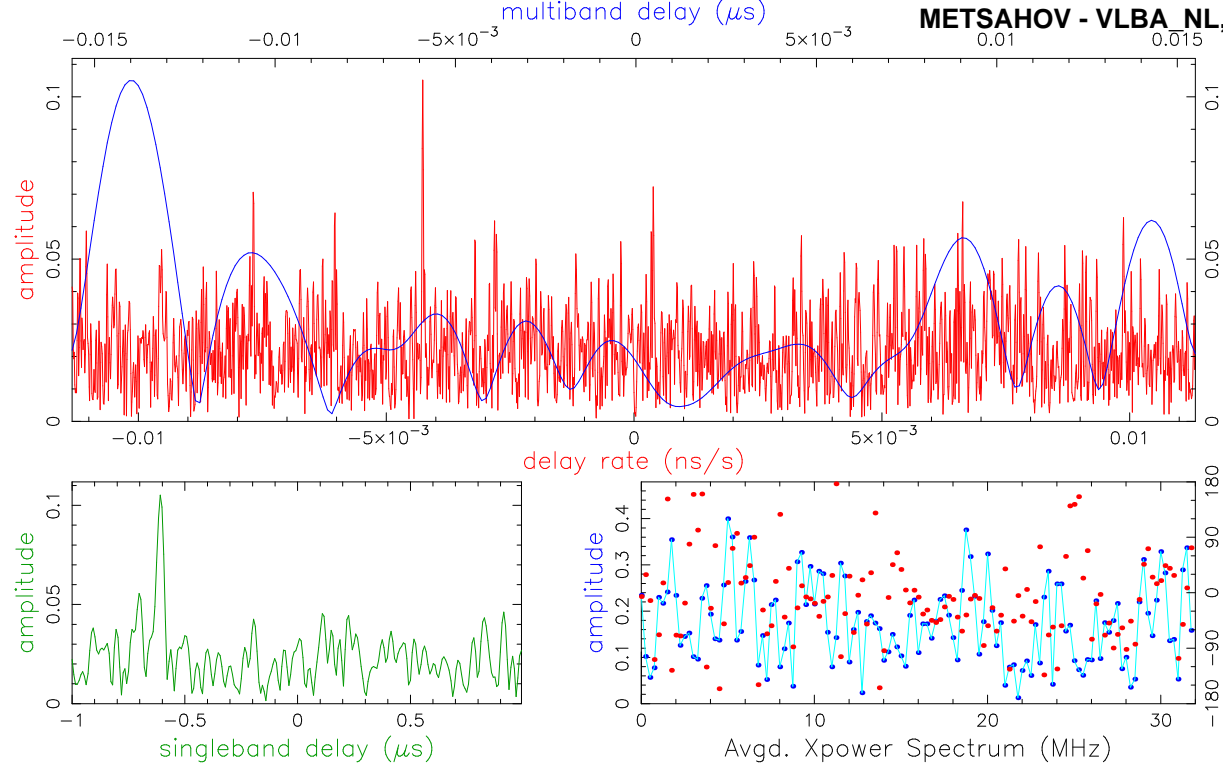 multiband delay (μs)
METSAHOV - VLBA_NL,
−0.015 −0.01 −5×10⁻³ 0 5×10⁻³ 0.01 0.015
amplitude
0 0.05 0.1
0 0.05 0.1
−0.01 −5×10⁻³ 0 5×10⁻³ 0.01
delay rate (ns/s)
amplitude
0 0.05 0.1
−1 −0.5 0 0.5
singleband delay (μs)
amplitude
0 0.1 0.2 0.3 0.4
−180 −90 0 90 180
0 10 20 30
Avgd. Xpower Spectrum (MHz)